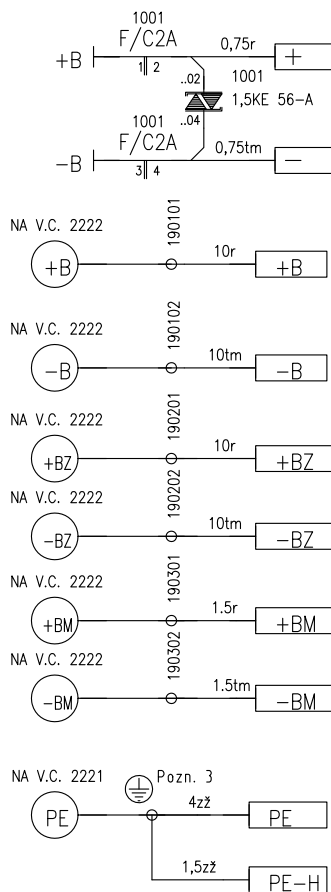 1001
F/C2A
0,75r
+B
+
1 2
..02
1001
1,5KE 56-A
..04
1001
F/C2A
0,75tm
-B
-
3 4
190101
NA V.C. 2222
10r
+B
+B
190102
NA V.C. 2222
10tm
-B
-B
190201
NA V.C. 2222
10r
+BZ
+BZ
190202
NA V.C. 2222
10tm
-BZ
-BZ
190301
NA V.C. 2222
1.5r
+BM
+BM
190302
NA V.C. 2222
1.5tm
-BM
-BM
NA V.C. 2221
Pozn. 3
4zž
PE
PE
1,5zž
PE-H